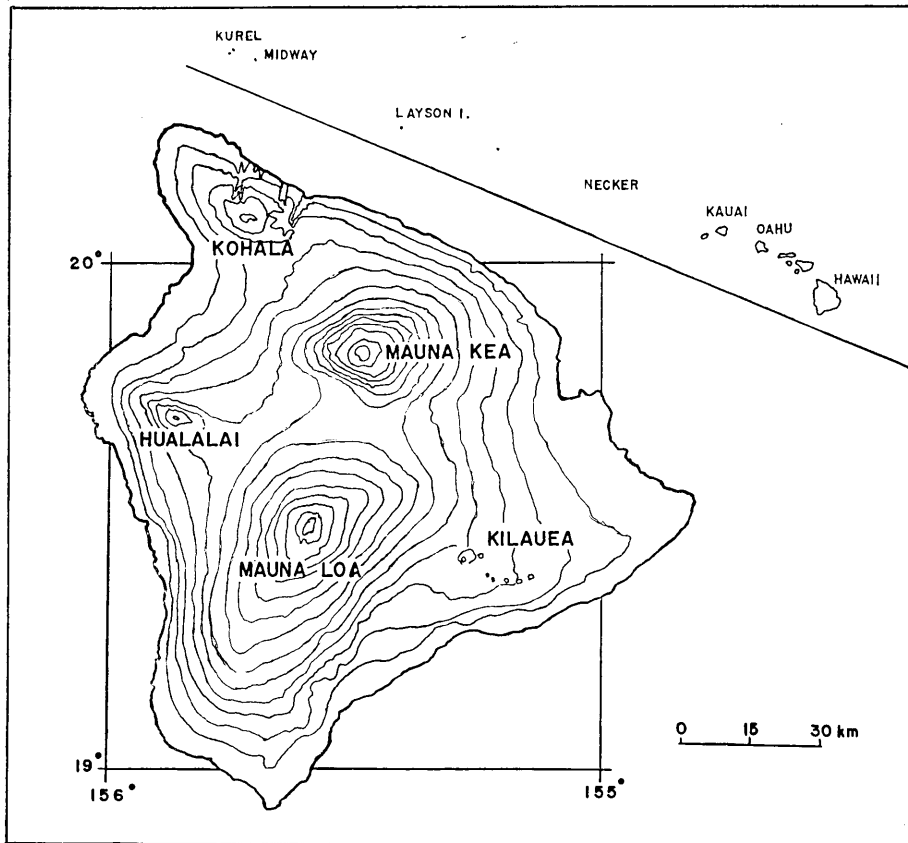 KUREL
MIDWAY
LAYSON I.
NECKER
KAUAI
OAHU
HAWAII
KOHALA
20°
MAUNA KEA
HUALALAI
KILAUEA
MAUNA LOA
0 15 30 km
19°
156° 155°